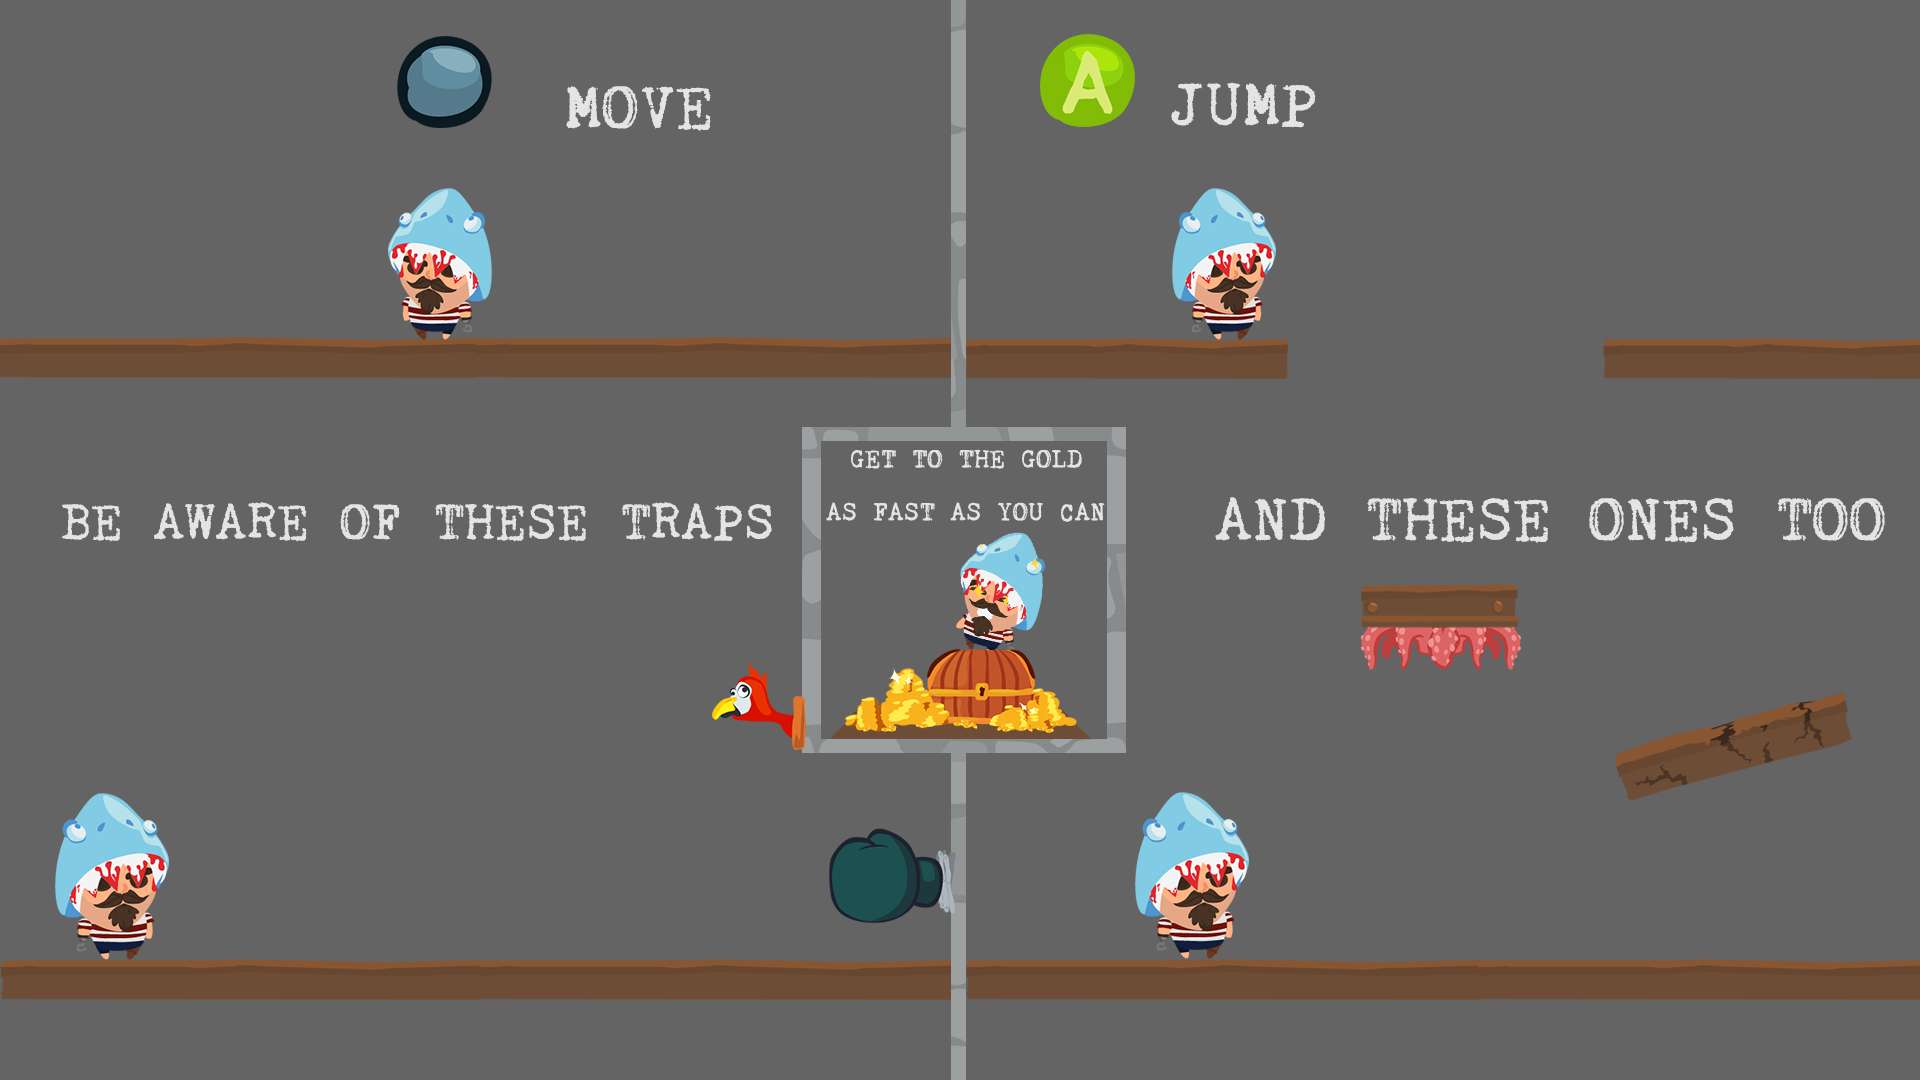 MOVE
A JUMP
GET TO THE GOLD
AS FAST AS YOU CAN
BE AWARE OF THESE TRAPS
AND THESE ONES TOO